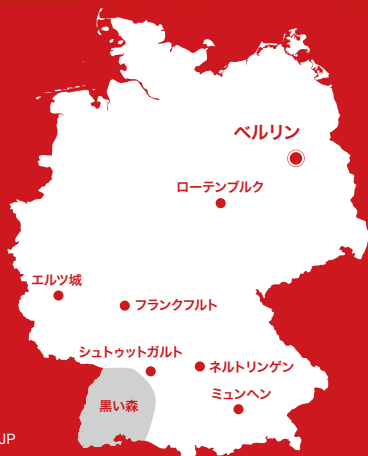 ベルリン
ローテンブルク
エルツ城
フランクフルト
シュトゥットガルト
ネルトリンゲン
ミュンヘン
黒い森
JP